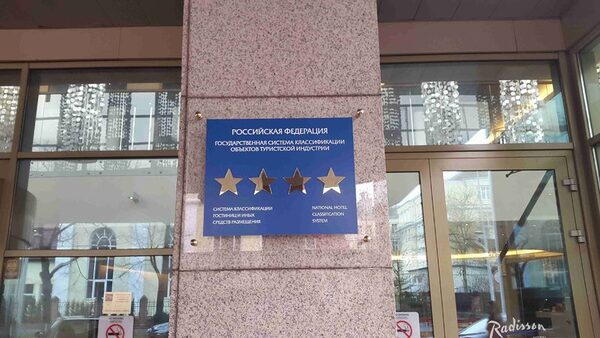 РОССИЙСКАЯ ФЕДЕРАЦИЯ
ГОСУДАРСТВЕННАЯ СИСТЕМА КЛАССИФИКАЦИИ
ОБЪЕКТОВ ТУРИСТСКОЙ ИНДУСТРИИ
СИСТЕМА КЛАССИФИКАЦИИ
ГОСТИНИЦ И ИНЫХ
СРЕДСТВ РАЗМЕЩЕНИЯ
NATIONAL HOTEL
CLASSIFICATION
SYSTEM
Radisson